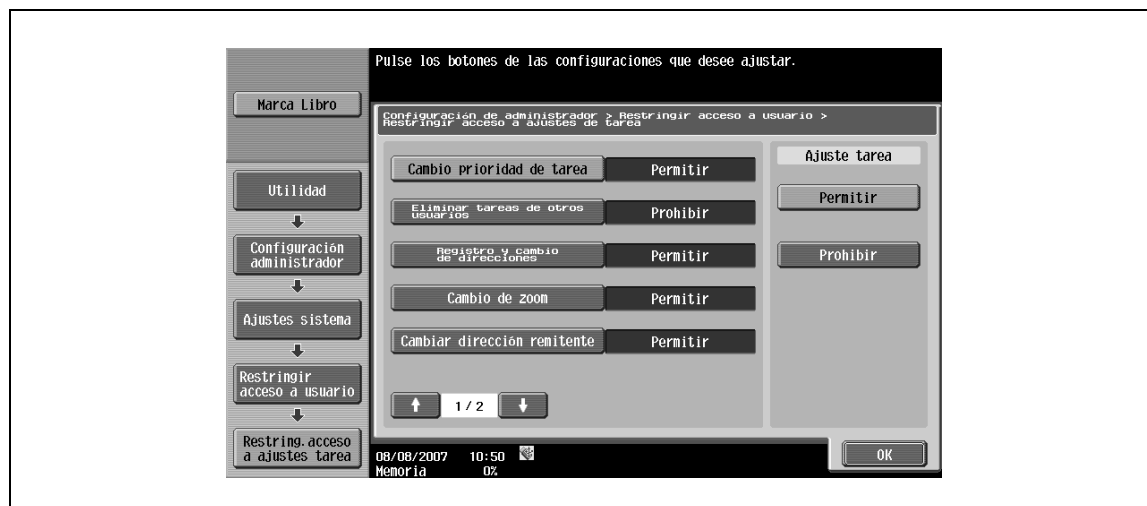 Pulse los botones de las configuraciones que desee ajustar.
Marca Libro
Configuración de administrador > Restringir acceso a usuario >
Restringir acceso a ajustes de tarea
Utilidad
Configuración
administrador
Ajustes sistema
Restringir
acceso a usuario
Restring.acceso
a ajustes tarea
Cambio prioridad de tarea
Permitir
Eliminar tareas de otros
usuarios
Prohibir
Registro y cambio
de direcciones
Permitir
Cambio de zoom
Permitir
Cambiar dirección remitente
Permitir
1/2
Ajuste tarea
Permitir
Prohibir
08/08/2007 10:50
Memoria 0%
OK